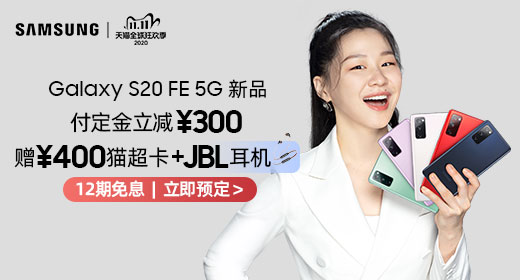 SAMSUNG
11.11
天猫全球狂欢季
2020
Galaxy S20 FE 5G 新品
付定金立减 ¥300
赠¥400猫超卡+JBL耳机
12期免息 | 立即预定 >